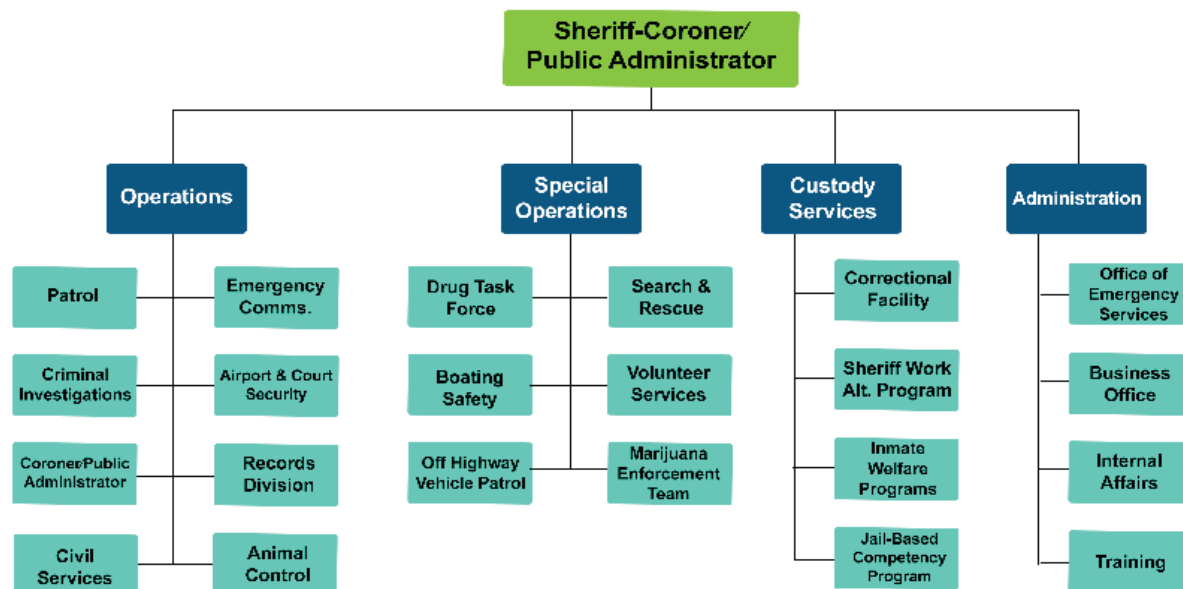 Sheriff-Coroner/
Public Administrator
Operations
Special
Operations
Custody
Services
Administration
Patrol
Emergency
Comms.
Criminal
Investigations
Airport & Court
Security
Coroner/Public
Administrator
Records
Division
Civil
Services
Animal
Control
Drug Task
Force
Search &
Rescue
Boating
Safety
Volunteer
Services
Off Highway
Vehicle Patrol
Marijuana
Enforcement
Team
Correctional
Facility
Sheriff Work
Alt. Program
Inmate
Welfare
Programs
Jail-Based
Competency
Program
Office of
Emergency
Services
Business
Office
Internal
Affairs
Training